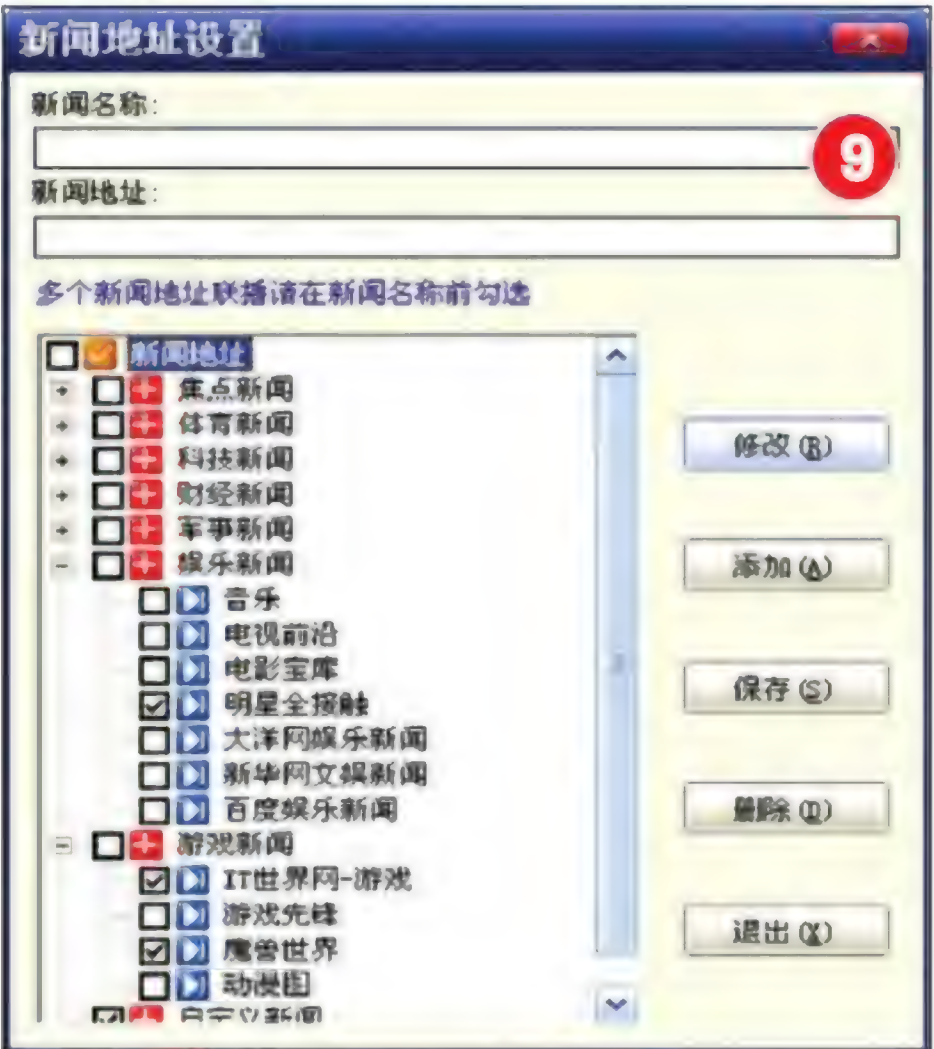 新闻地址设置
新闻名称:
9
新闻地址:
多个新闻地址联播请在新闻名称前勾选
新闻地址
焦点新闻
体育新闻
科技新闻
财经新闻
军事新闻
娱乐新闻
音乐
电视前沿
电影宝库
明星全接触
大洋网娱乐新闻
新华网文娱新闻
百度娱乐新闻
游戏新闻
IT世界网-游戏
游戏先锋
魔兽世界
动漫图
自定义新闻
修改(R)
添加(A)
保存(S)
删除(D)
退出(X)